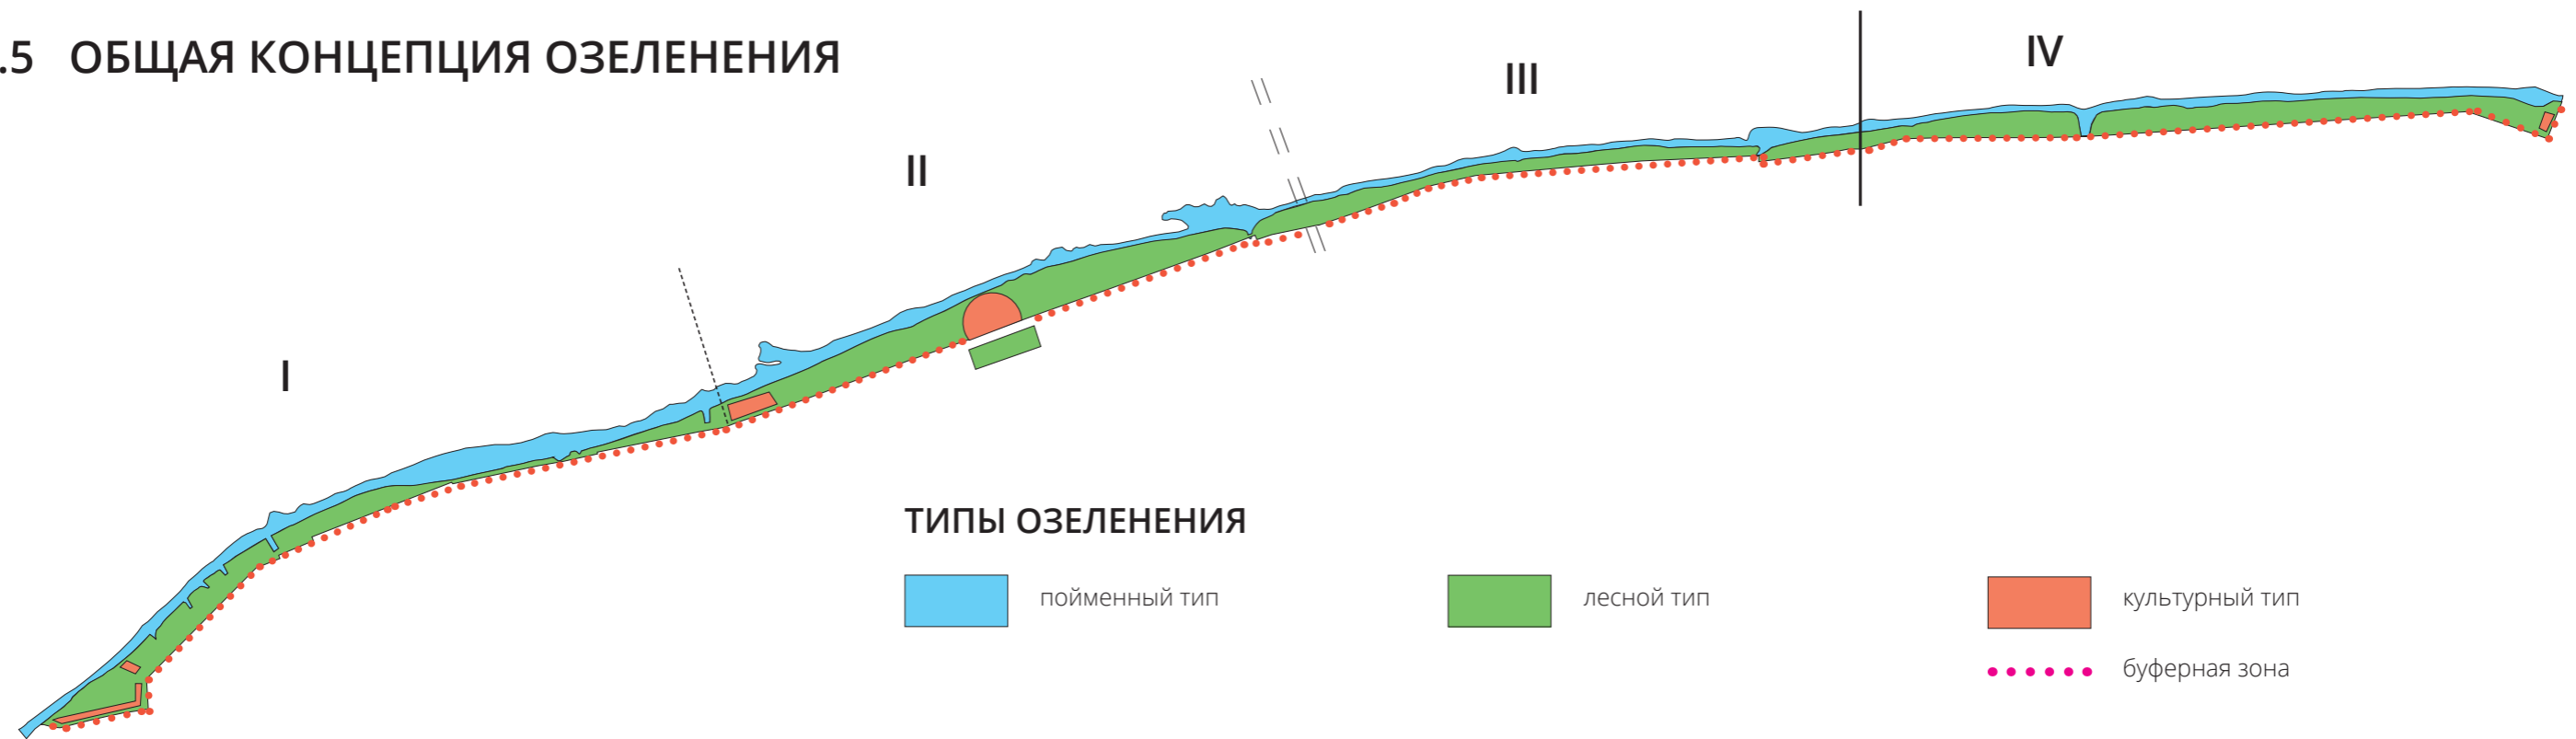 .5 ОБЩАЯ КОНЦЕПЦИЯ ОЗЕЛЕНЕНИЯ
IV
III
II
I
ТИПЫ ОЗЕЛЕНЕНИЯ
пойменный тип
лесной тип
культурный тип
буферная зона